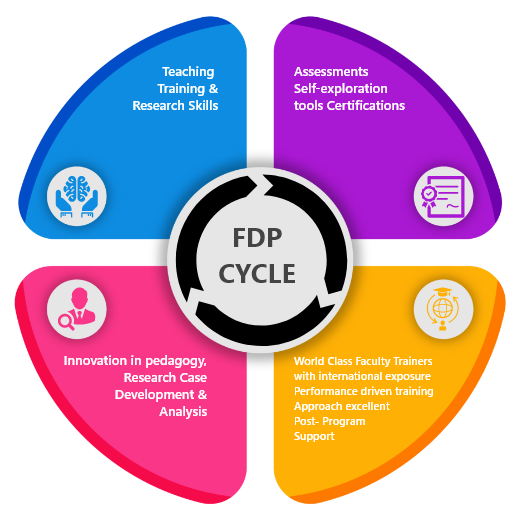 Teaching
Training &
Research Skills
Assessments
Self-exploration
tools Certifications
FDP
CYCLE
Innovation in pedagogy,
Research Case
Development &
Analysis
World Class Faculty Trainers
with international exposure
Performance driven training
Approach excellent
Post- Program
Support